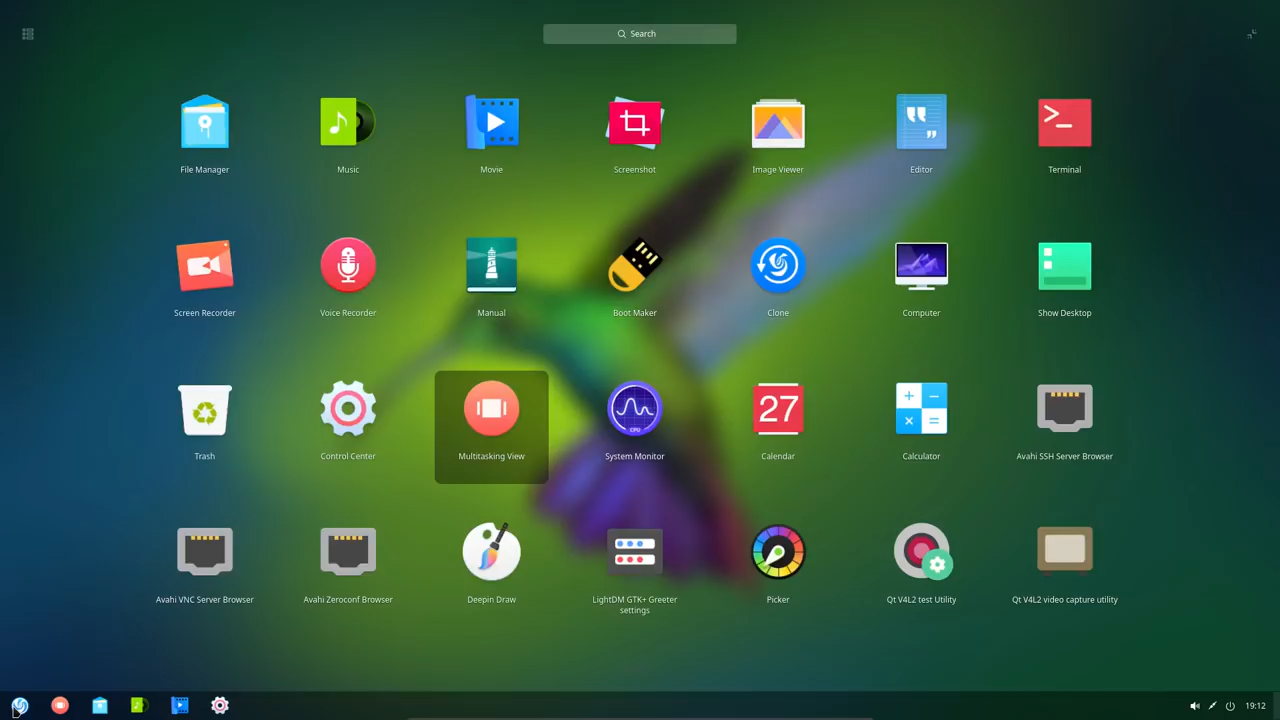 Search
File Manager
Music
Movie
Screenshot
Image Viewer
Editor
Terminal
Screen Recorder
Voice Recorder
Manual
Boot Maker
Clone
Computer
Show Desktop
27
CPU
Trash
Control Center
Multitasking View
System Monitor
Calendar
Calculator
Avahi SSH Server Browser
Avahi VNC Server Browser
Avahi Zeroconf Browser
Deepin Draw
LightDM GTK+ Greeter
settings
Picker
Qt V4L2 test Utility
Qt V4L2 video capture utility
19:12